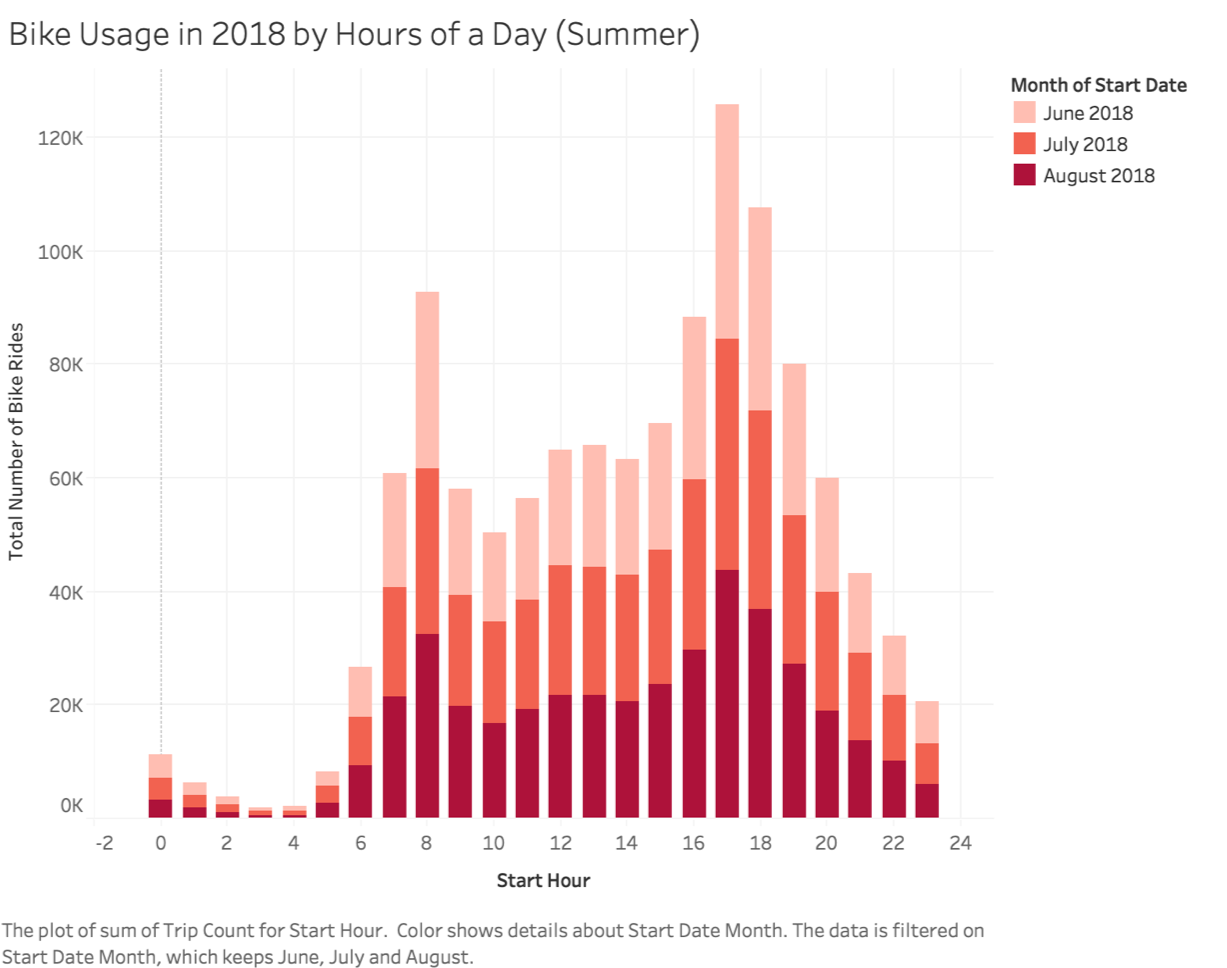 Bike Usage in 2018 by Hours of a Day (Summer)
Month of Start Date
June 2018
July 2018
August 2018
Total Number of Bike Rides
120K
100K
80K
60K
40K
20K
0K
-2 0 2 4 6 8 10 12 14 16 18 20 22 24
Start Hour
The plot of sum of Trip Count for Start Hour.  Color shows details about Start Date Month. The data is filtered on
Start Date Month, which keeps June, July and August.